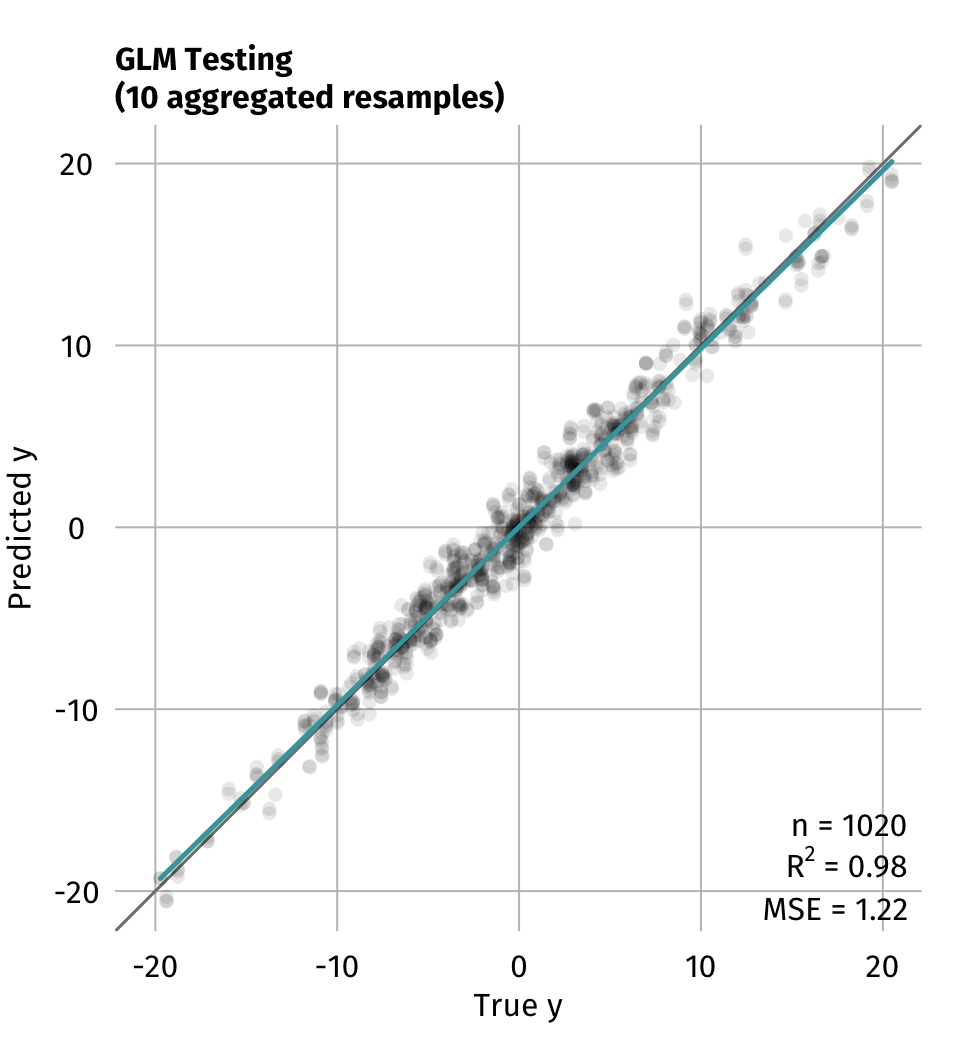 GLM Testing
(10 aggregated resamples)
20
10
0
-10
-20
Predicted y
n = 1020
R² = 0.98
MSE = 1.22
-20 -10 0 10 20
True y